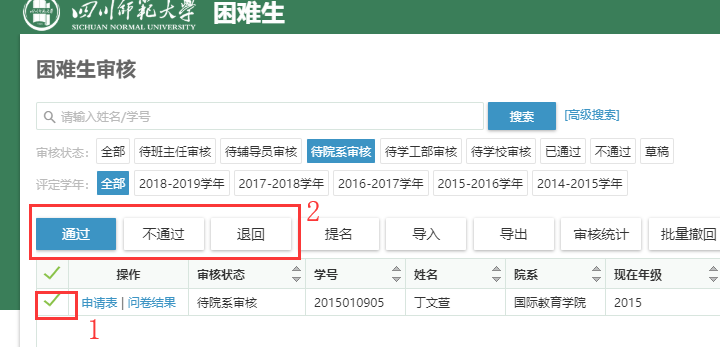 四川师范大学 困难生
SICHUAN NORMAL UNIVERSITY
困难生审核
请输入姓名/学号 搜索 [高级搜索]
审核状态: 全部 待班主任审核 待辅导员审核 待院系审核 待学工部审核 待学校审核 已通过 不通过 草稿
评定学年: 全部 2018-2019学年 2017-2018学年 2016-2017学年 2015-2016学年 2014-2015学年
2
通过 不通过 退回 提名 导入 导出 审核统计 批量撤回
操作 审核状态 学号 姓名 院系 现在年级
申请表 | 问卷结果 待院系审核 2015010905 丁文萱 国际教育学院 2015
1